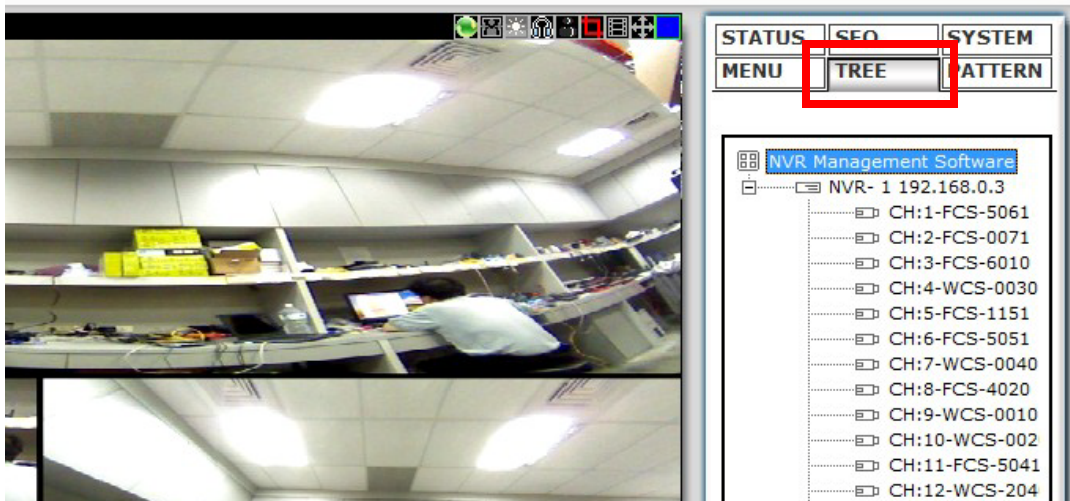 STATUS SEQ SYSTEM
MENU TREE PATTERN
NVR Management Software
NVR- 1 192.168.0.3
CH:1-FCS-5061
CH:2-FCS-0071
CH:3-FCS-6010
CH:4-WCS-0030
CH:5-FCS-1151
CH:6-FCS-5051
CH:7-WCS-0040
CH:8-FCS-4020
CH:9-WCS-0010
CH:10-WCS-002
CH:11-FCS-5041
CH:12-WCS-204